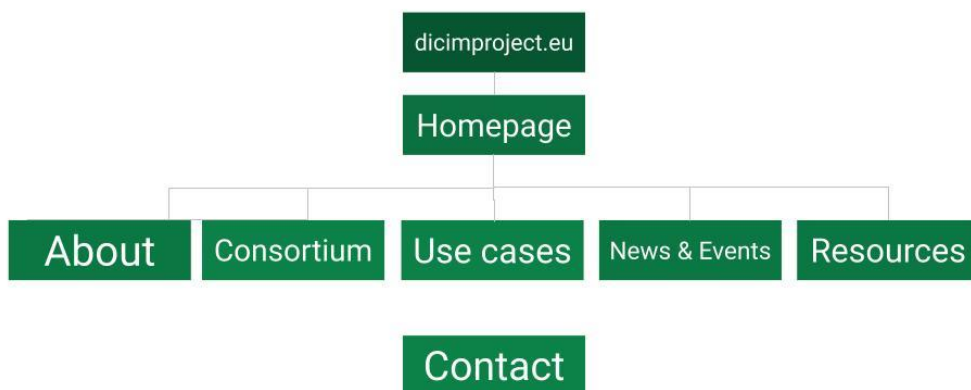 dicimproject.eu
Homepage
About
Consortium
Use cases
News & Events
Resources
Contact